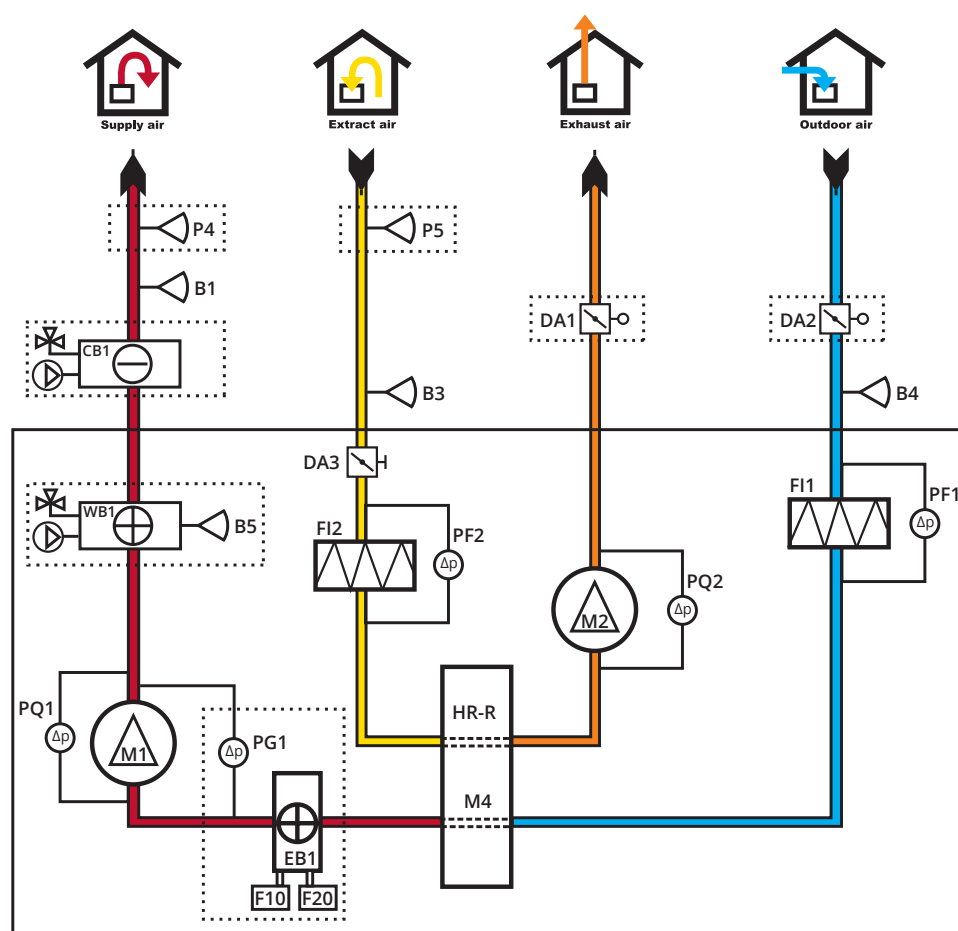 Supply air
Extract air
Exhaust air
Outdoor air
P4
P5
B1
DA1
DA2
CB1
B3
B4
DA3
WB1
B5
FI2
PF2
Δp
FI1
PF1
Δp
M2
PQ2
Δp
PQ1
Δp
M1
PG1
Δp
HR-R
M4
EB1
F10
F20